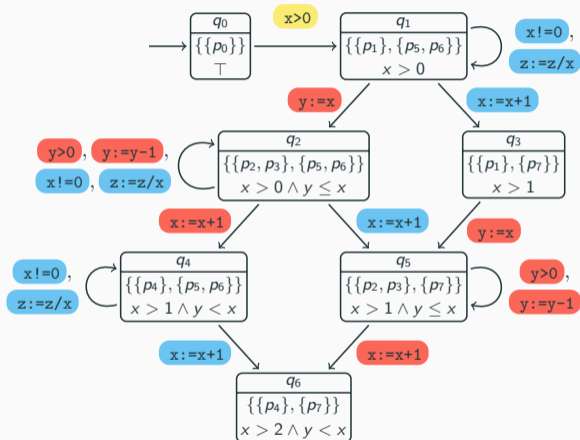 q0
{{p0}}
⊤
x>0
q1
{{p1}, {p5, p6}}
x > 0
x!=0,
z:=z/x
y:=x
x:=x+1
q2
{{p2, p3}, {p5, p6}}
x > 0 ∧ y ≤ x
y>0, y:=y-1,
x!=0, z:=z/x
q3
{{p1}, {p7}}
x > 1
x:=x+1
x:=x+1
y:=x
q4
{{p4}, {p5, p6}}
x > 1 ∧ y < x
x!=0,
z:=z/x
q5
{{p2, p3}, {p7}}
x > 1 ∧ y ≤ x
y>0,
y:=y-1
x:=x+1
x:=x+1
q6
{{p4}, {p7}}
x > 2 ∧ y < x